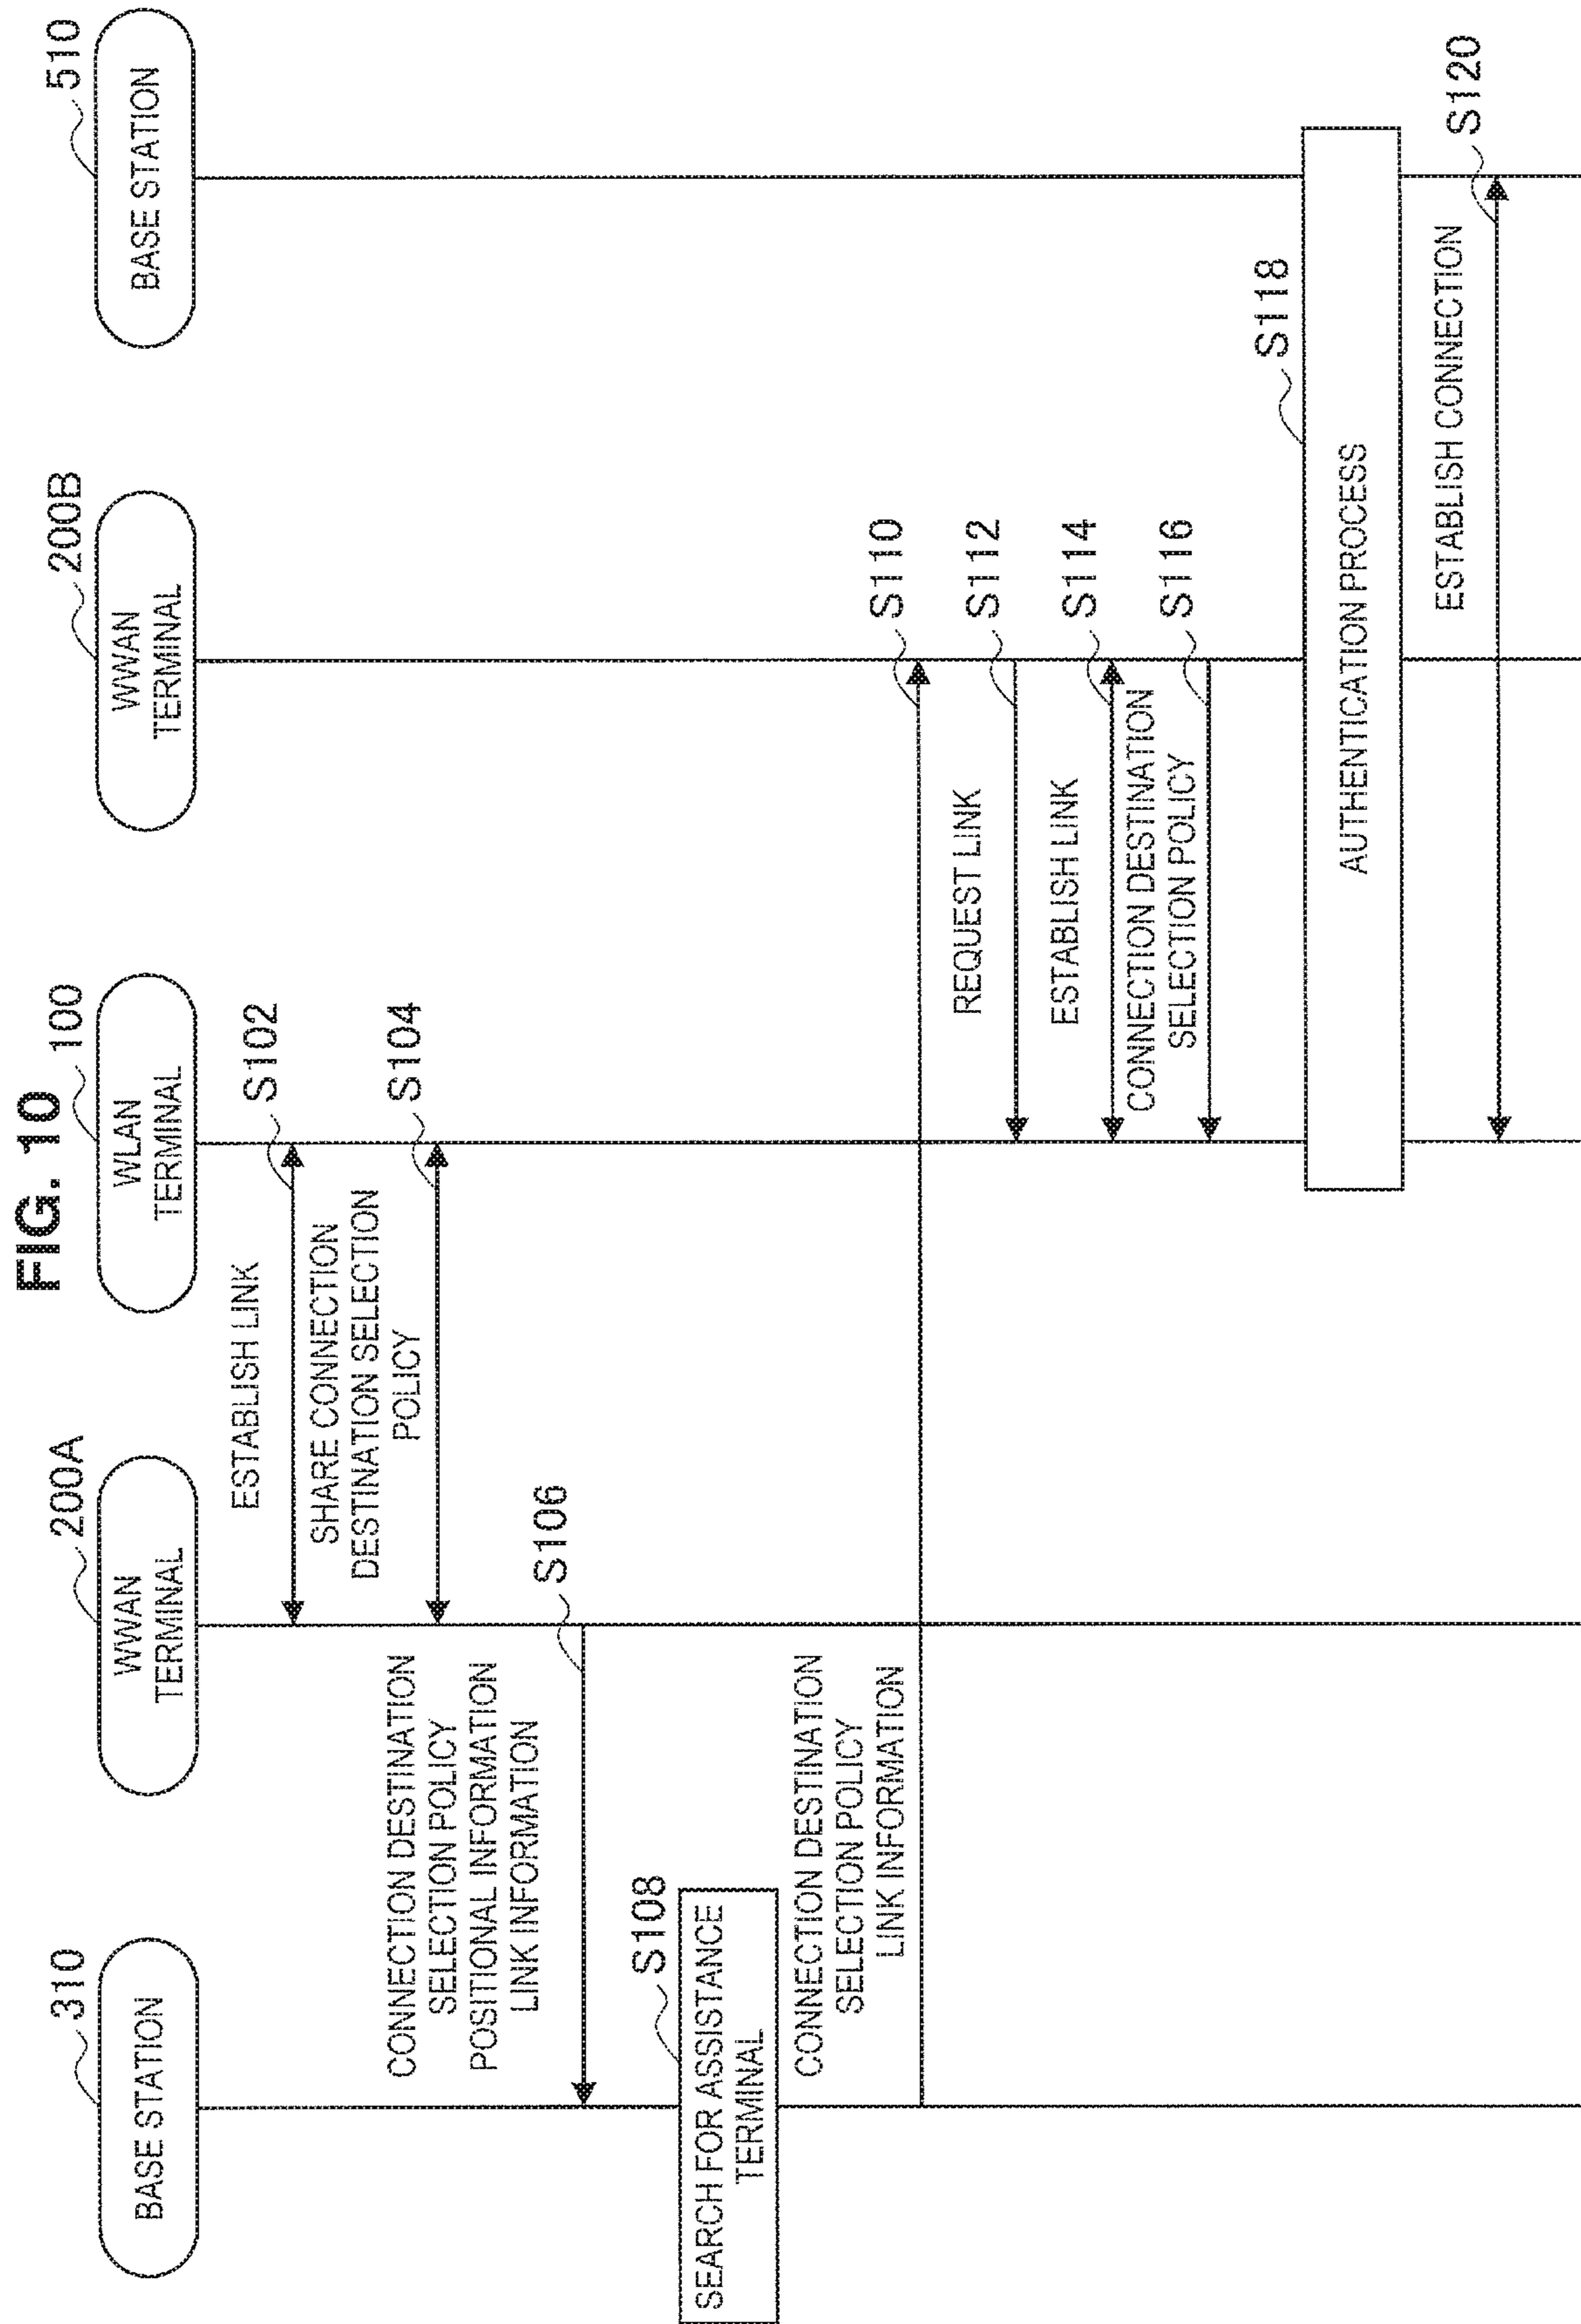 FIG. 10
310
BASE STATION
200A
WWAN
TERMINAL
100
WLAN
TERMINAL
200B
WWAN
TERMINAL
510
BASE STATION
ESTABLISH LINK
S102
SHARE CONNECTION
DESTINATION SELECTION
POLICY
S104
CONNECTION DESTINATION
SELECTION POLICY
POSITIONAL INFORMATION
LINK INFORMATION
S106
S108
SEARCH FOR ASSISTANCE
TERMINAL
CONNECTION DESTINATION
SELECTION POLICY
LINK INFORMATION
S110
REQUEST LINK
S112
ESTABLISH LINK
S114
CONNECTION DESTINATION
SELECTION POLICY
S116
S118
AUTHENTICATION PROCESS
ESTABLISH CONNECTION
S120